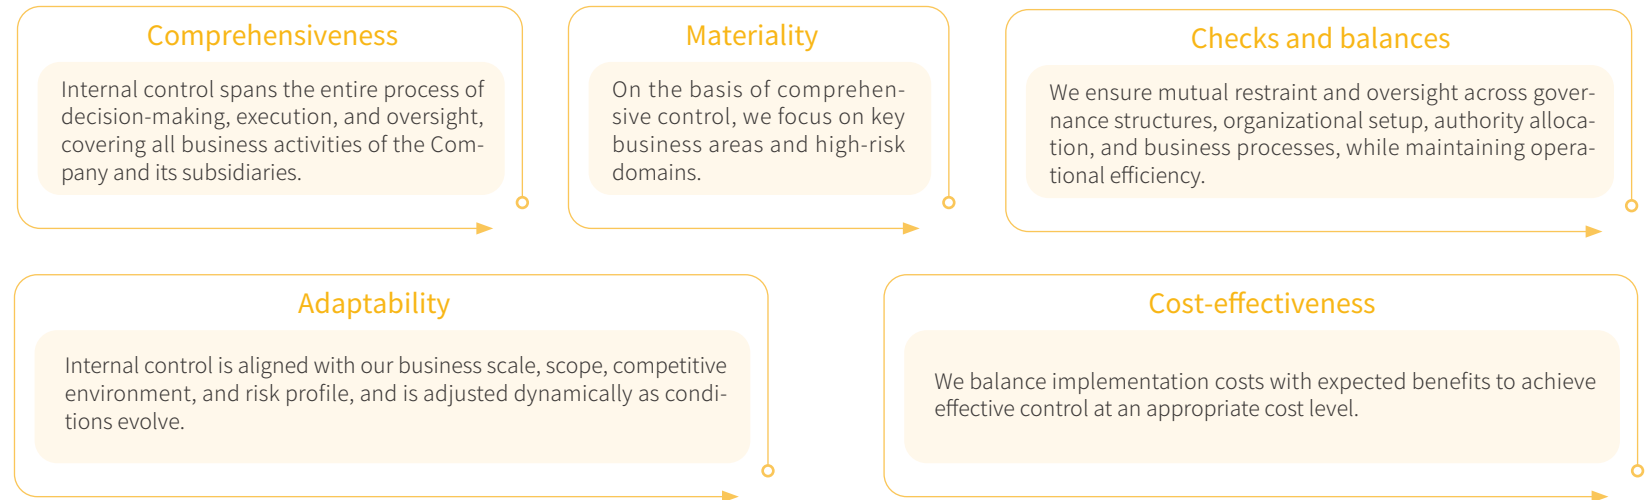 Comprehensiveness
Internal control spans the entire process of
decision-making, execution, and oversight,
covering all business activities of the Com-
pany and its subsidiaries.
Materiality
On the basis of comprehen-
sive control, we focus on key
business areas and high-risk
domains.
Checks and balances
We ensure mutual restraint and oversight across gover-
nance structures, organizational setup, authority alloca-
tion, and business processes, while maintaining opera-
tional efficiency.
Adaptability
Internal control is aligned with our business scale, scope, competitive
environment, and risk profile, and is adjusted dynamically as condi-
tions evolve.
Cost-effectiveness
We balance implementation costs with expected benefits to achieve
effective control at an appropriate cost level.